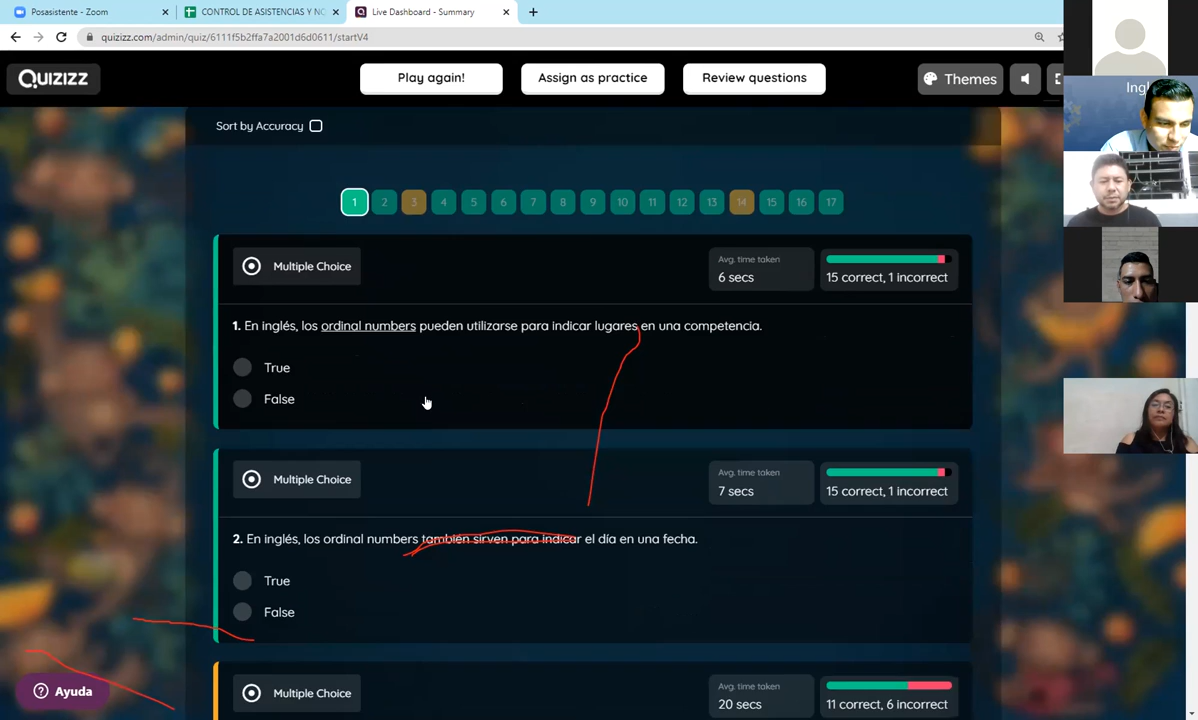 Posasistente - Zoom
CONTROL DE ASISTENCIAS Y NO
Live Dashboard - Summary
quizizz.com/admin/quiz/6111f5b2ffa7a2001d6d0611/startV4
Quizizz
Play again!
Assign as practice
Review questions
Themes
Ingl
Sort by Accuracy
1 2 3 4 5 6 7 8 9 10 11 12 13 14 15 16 17
Multiple Choice
Avg. time taken
6 secs
15 correct, 1 incorrect
1. En inglés, los ordinal numbers pueden utilizarse para indicar lugares en una competencia.
True
False
Multiple Choice
Avg. time taken
7 secs
15 correct, 1 incorrect
2. En inglés, los ordinal numbers también sirven para indicar el día en una fecha.
True
False
Multiple Choice
Avg. time taken
20 secs
11 correct, 6 incorrect
Ayuda